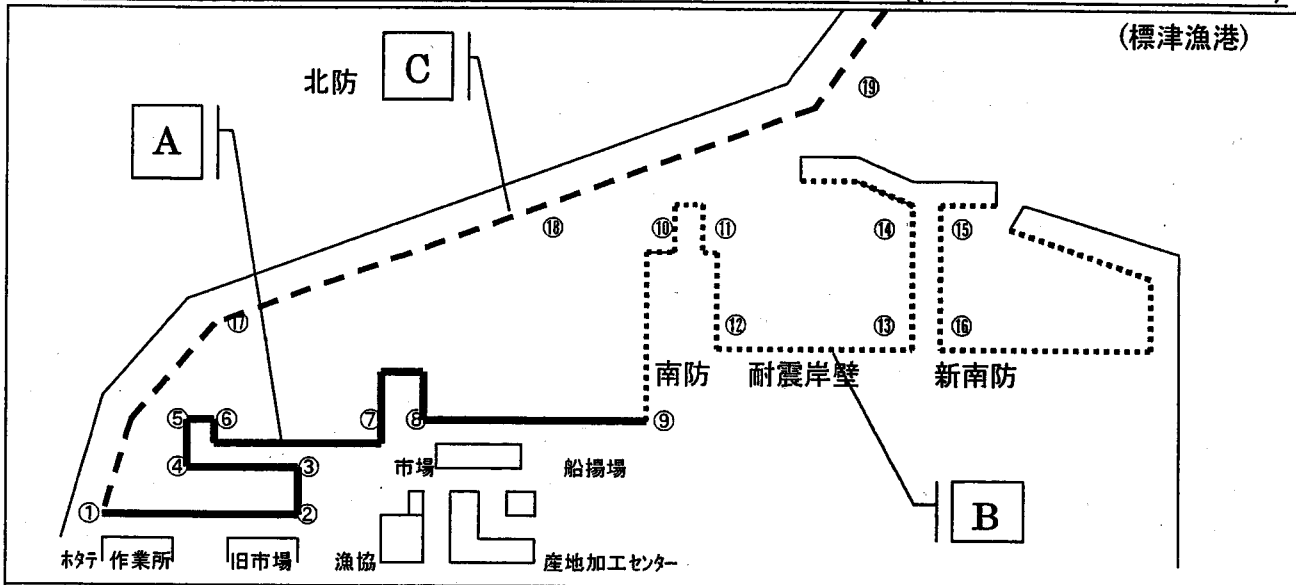 (標津漁港)
北防
C
A
⑲
⑱
⑩
⑪
⑭
⑮
⑰
⑫
⑬
⑯
南防
耐震岸壁
新南防
⑤
⑥
⑦
⑧
⑨
④
③
市場
船揚場
①
②
B
ホタテ
作業所
旧市場
漁協
産地加工センター